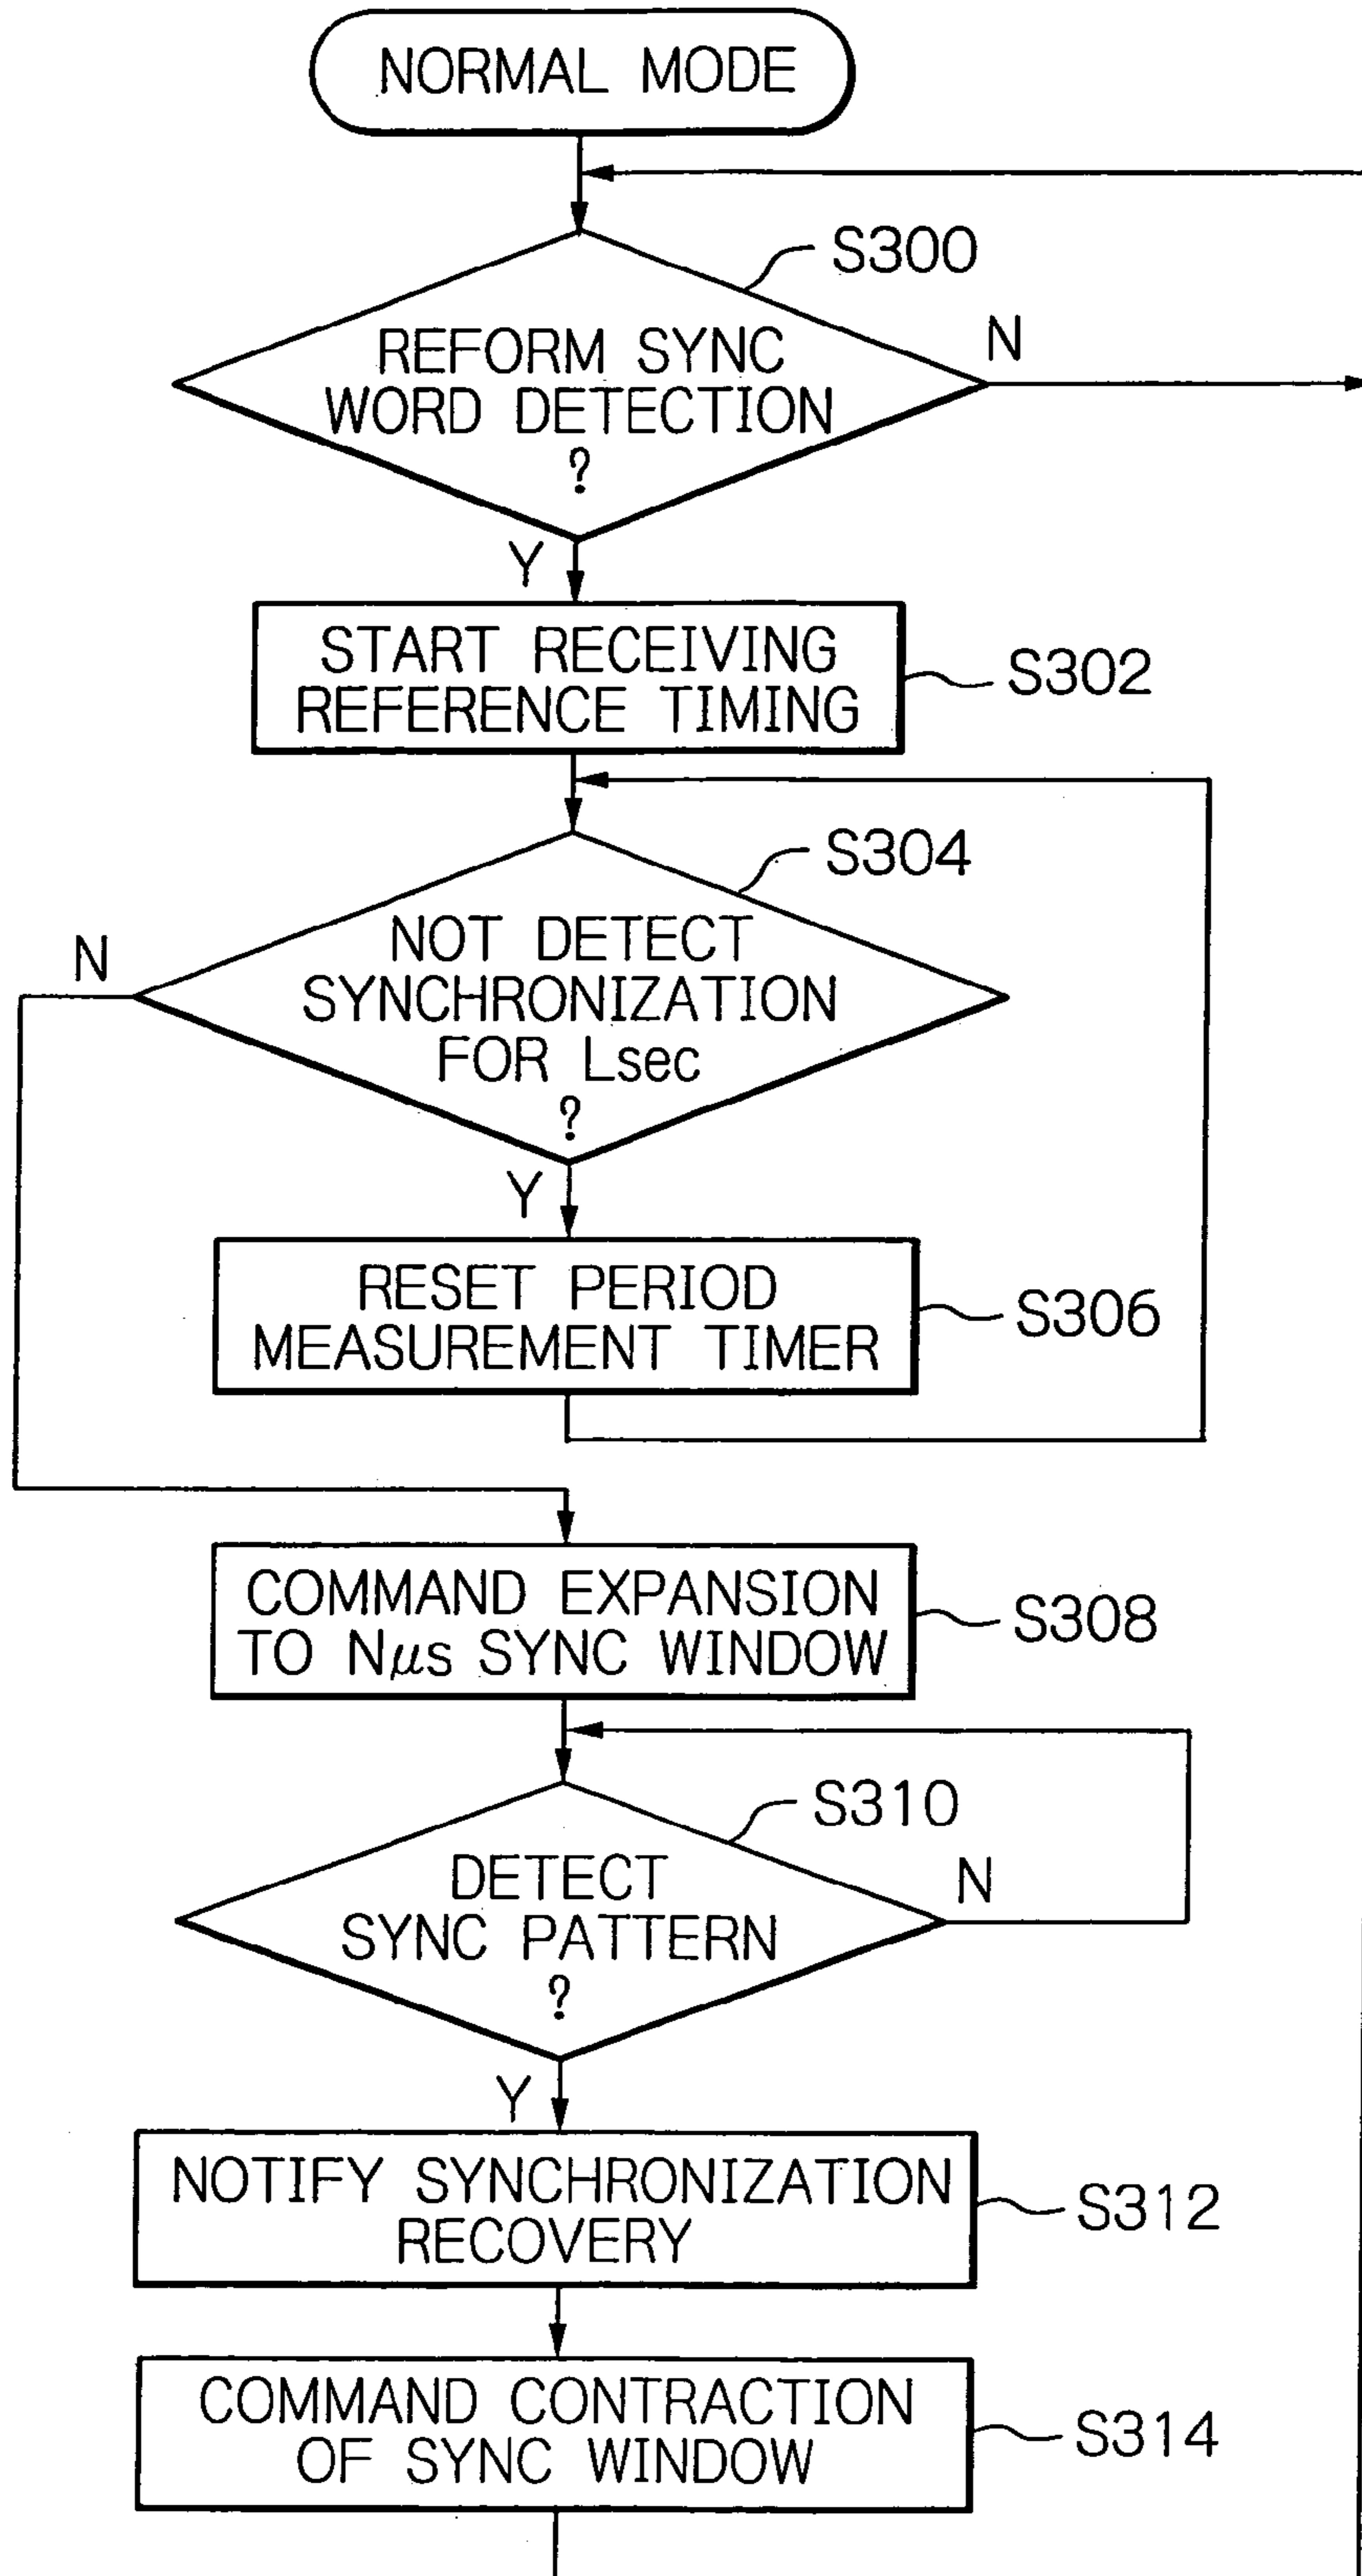 NORMAL MODE
S300
REFORM SYNC
WORD DETECTION
?
N
Y
START RECEIVING
REFERENCE TIMING
S302
S304
NOT DETECT
SYNCHRONIZATION
FOR Lsec
?
N
Y
RESET PERIOD
MEASUREMENT TIMER
S306
COMMAND EXPANSION
TO Nμs SYNC WINDOW
S308
S310
DETECT
SYNC PATTERN
?
N
Y
NOTIFY SYNCHRONIZATION
RECOVERY
S312
COMMAND CONTRACTION
OF SYNC WINDOW
S314